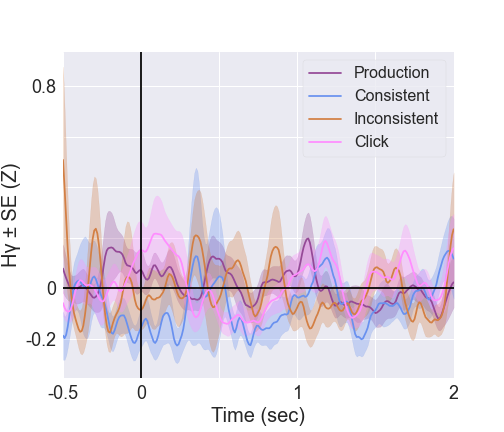 Production
Consistent
Inconsistent
Click
Hγ ± SE (Z)
0.8
0
-0.2
-0.5
0
1
2
Time (sec)